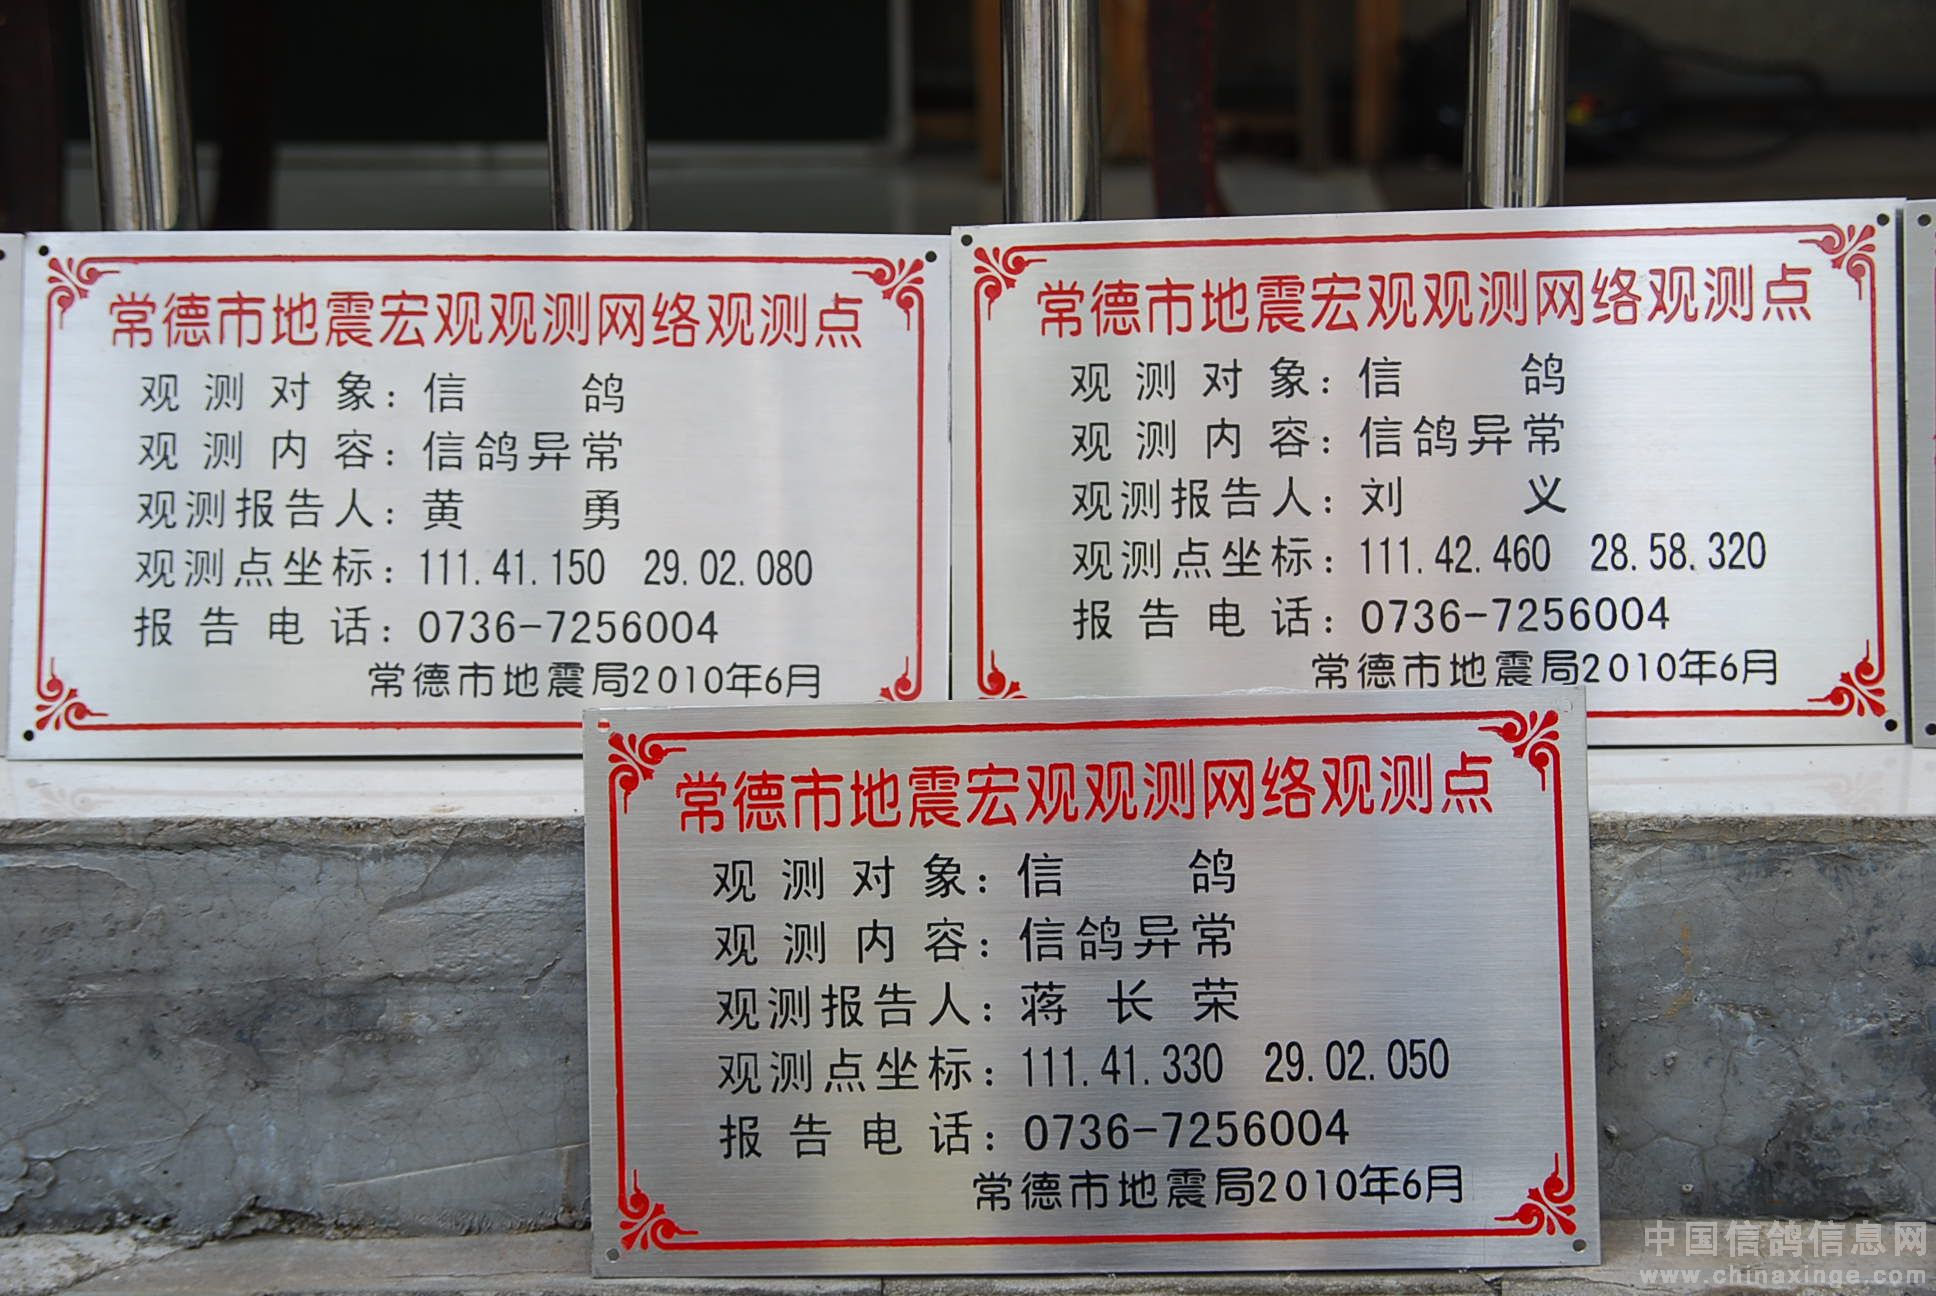 常德市地震宏观观测网络观测点
观测对象：信 鸽
观测内容：信鸽异常
观测报告人：黄 勇
观测点坐标：111.41.150 29.02.080
报告电话：0736-7256004
常德市地震局2010年6月
常德市地震宏观观测网络观测点
观测对象：信 鸽
观测内容：信鸽异常
观测报告人：刘 义
观测点坐标：111.42.460 28.58.320
报告电话：0736-7256004
常德市地震局2010年6月
常德市地震宏观观测网络观测点
观测对象：信 鸽
观测内容：信鸽异常
观测报告人：蒋长荣
观测点坐标：111.41.330 29.02.050
报告电话：0736-7256004
常德市地震局2010年6月
中国信鸽信息网
www.chinaxinge.com